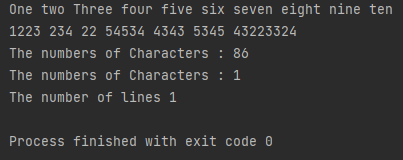 One two Three four five six seven eight nine ten
1223 234 22 54534 4343 5345 43223324
The numbers of Characters : 86
The numbers of Characters : 1
The number of lines 1
Process finished with exit code 0